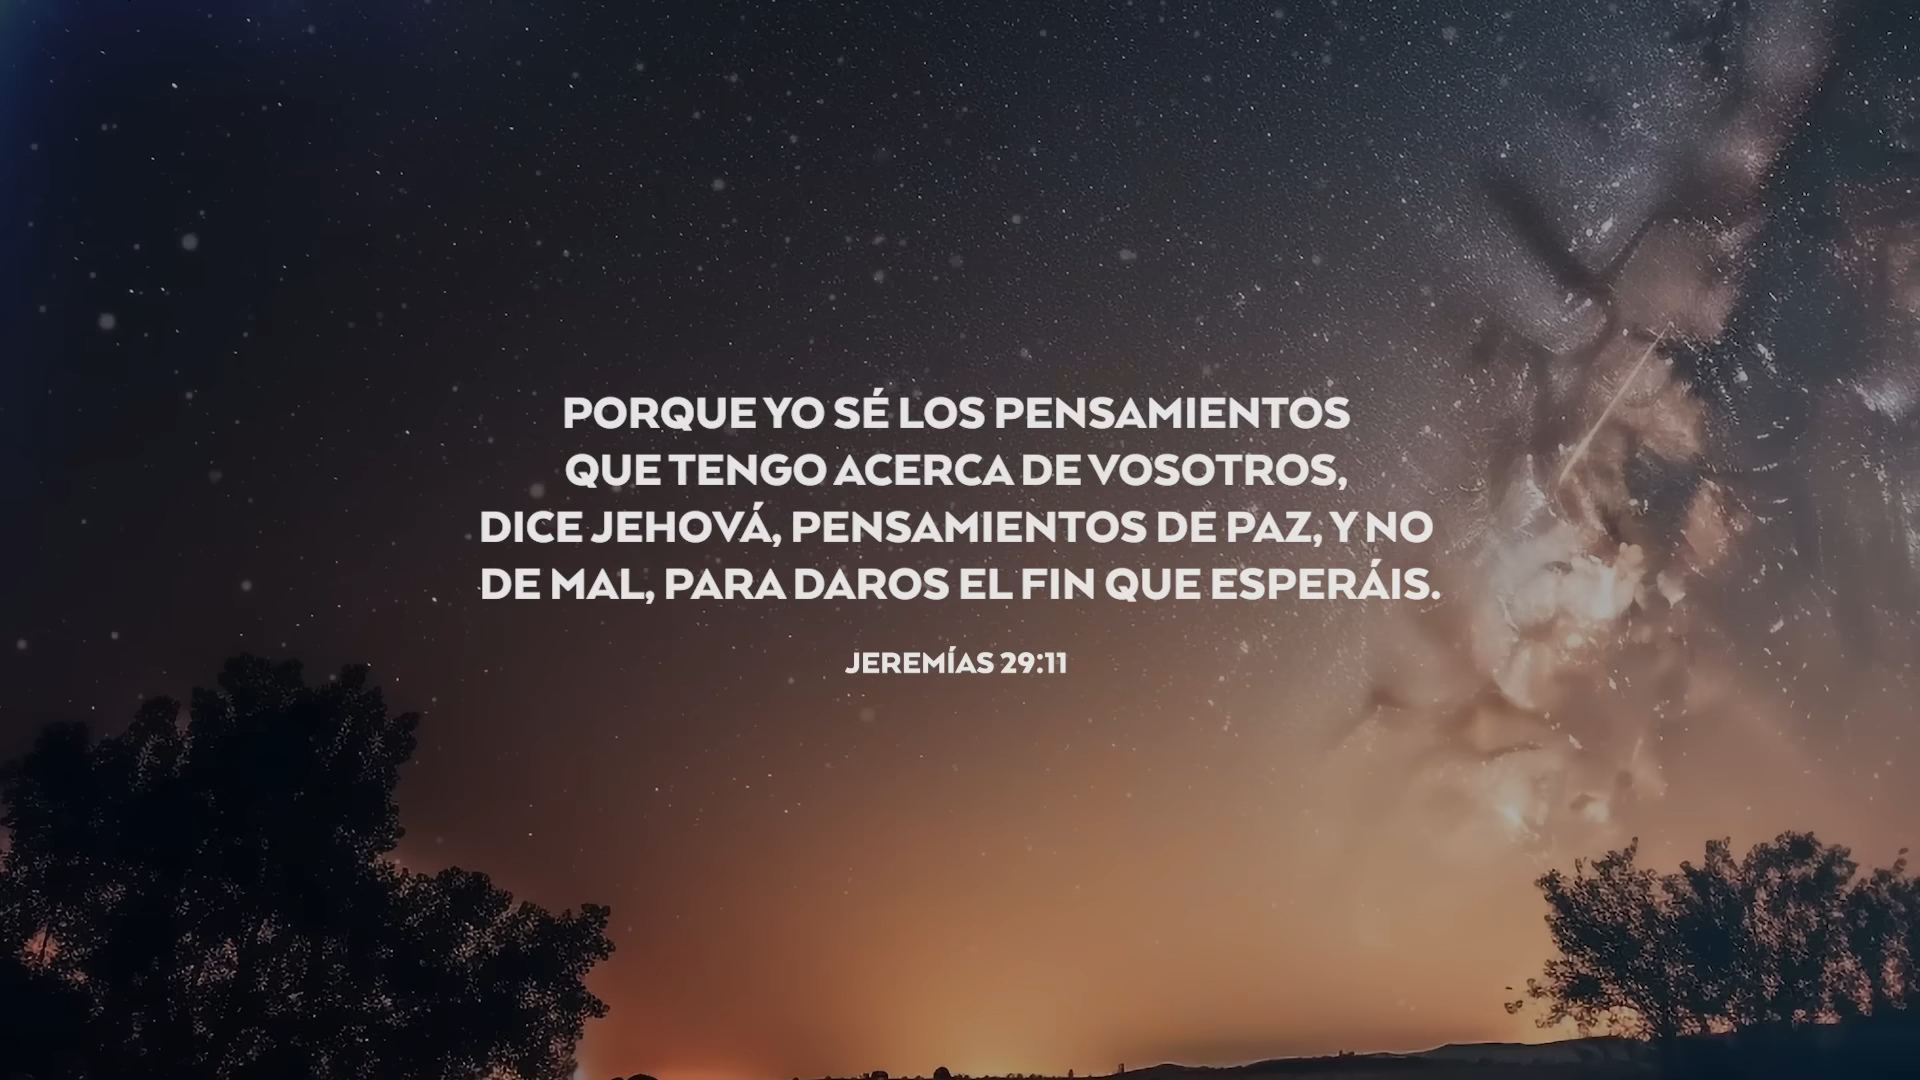 PORQUE YO SÉ LOS PENSAMIENTOS
QUE TENGO ACERCA DE VOSOTROS,
DICE JEHOVÁ, PENSAMIENTOS DE PAZ, Y NO
DE MAL, PARA DAROS EL FIN QUE ESPERÁIS.
JEREMÍAS 29:11